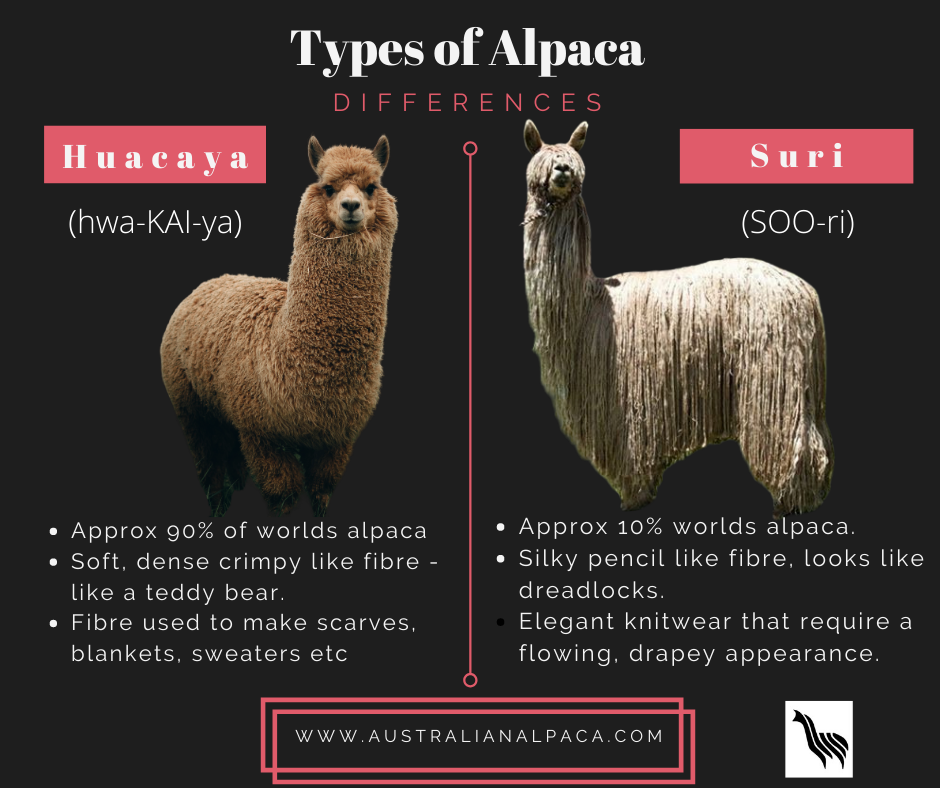 Types of Alpaca
DIFFERENCES
Huacaya
(hwa-KAI-ya)
Approx 90% of worlds alpaca
Soft, dense crimpy like fibre -
like a teddy bear.
Fibre used to make scarves,
blankets, sweaters etc
Suri
(SOO-ri)
Approx 10% worlds alpaca.
Silky pencil like fibre, looks like
dreadlocks.
Elegant knitwear that require a
flowing, drapey appearance.
WWW.AUSTRALIANALPACA.COM